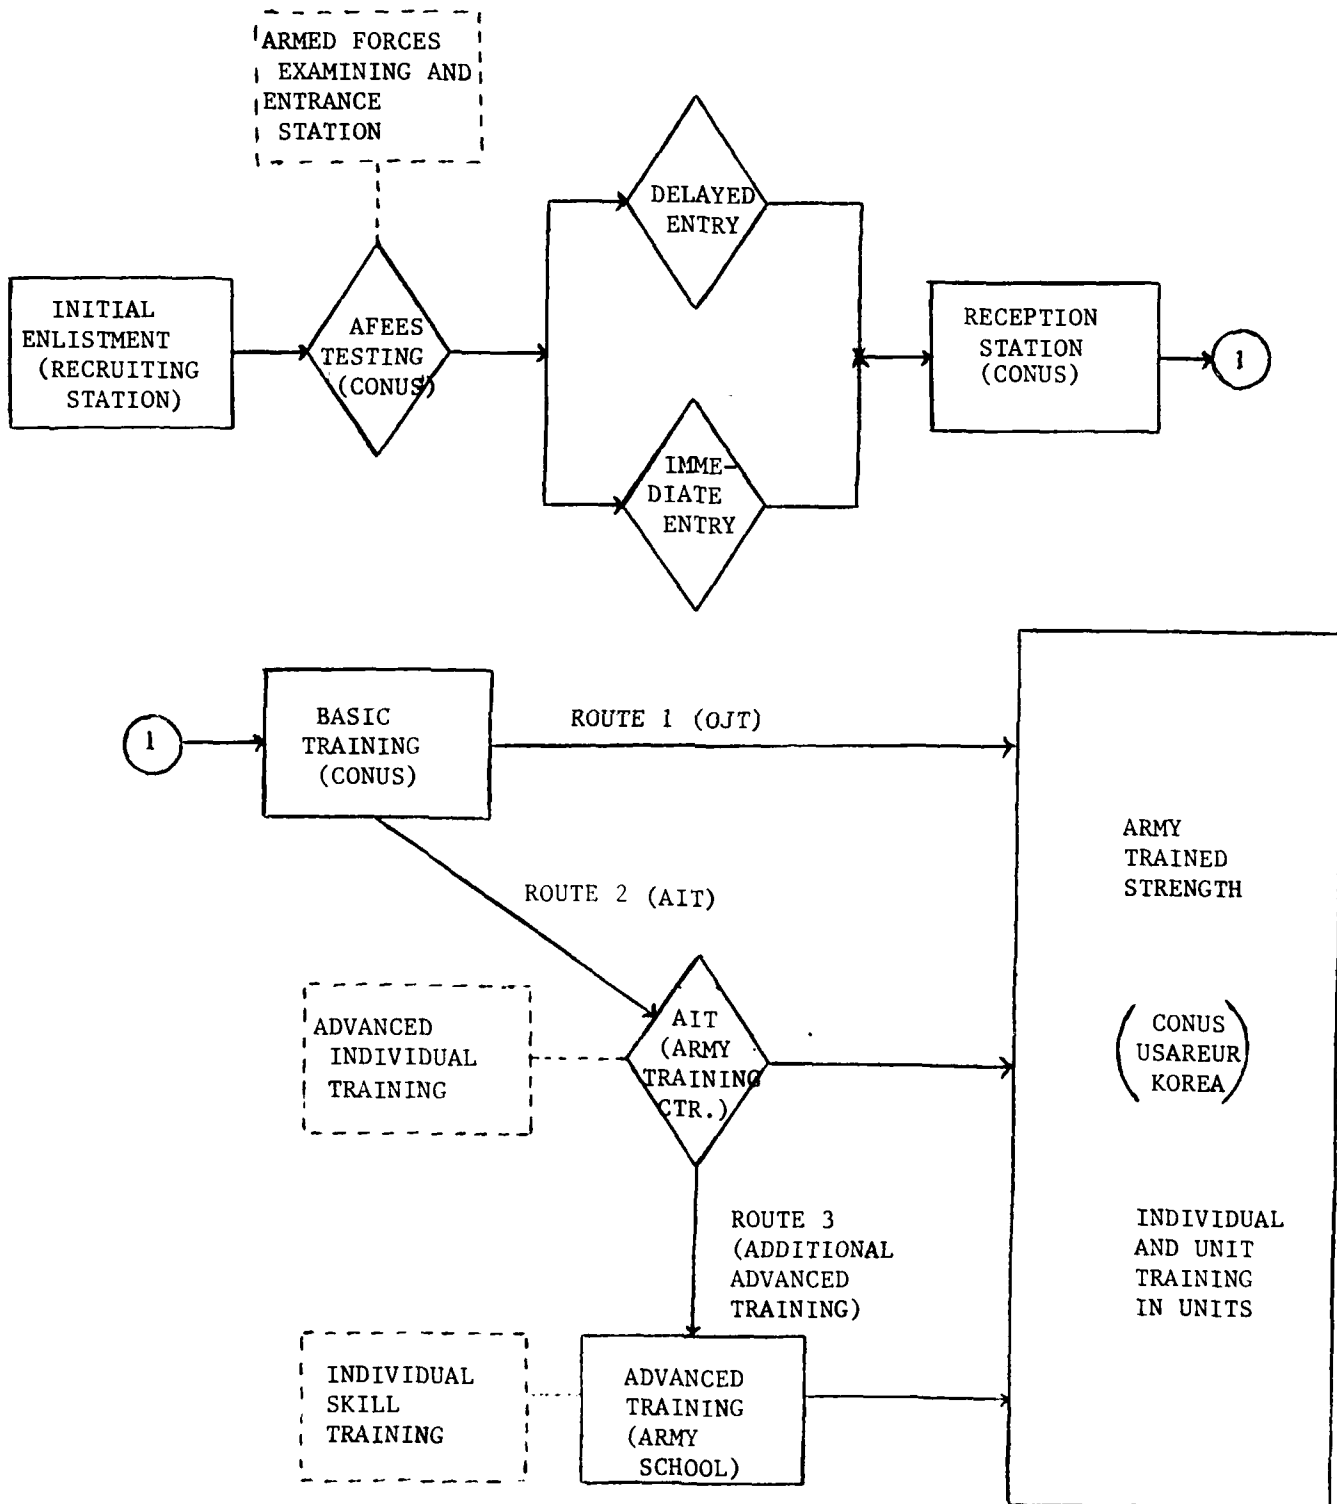 ARMED FORCES
EXAMINING AND
ENTRANCE
STATION
DELAYED
ENTRY
INITIAL
ENLISTMENT
(RECRUITING
STATION)
AFEES
TESTING
(CONUS)
RECEPTION
STATION
(CONUS)
1
IMME-
DIATE
ENTRY
1
BASIC
TRAINING
(CONUS)
ROUTE 1 (OJT)
ROUTE 2 (AIT)
ARMY
TRAINED
STRENGTH
ADVANCED
INDIVIDUAL
TRAINING
AIT
(ARMY
TRAINING
CTR.)
(CONUS
USAREUR
KOREA)
ROUTE 3
(ADDITIONAL
ADVANCED
TRAINING)
INDIVIDUAL
AND UNIT
TRAINING
IN UNITS
INDIVIDUAL
SKILL
TRAINING
ADVANCED
TRAINING
(ARMY
SCHOOL)